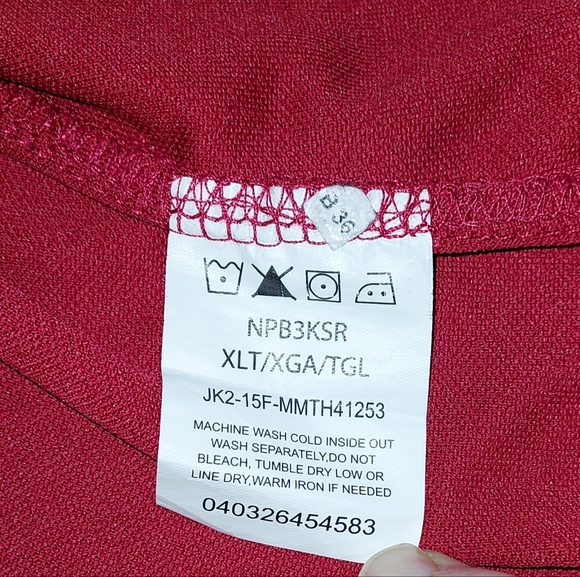 B 36
NPB3KSR
XLT/XGA/TGL
JK2-15F-MMTH41253
MACHINE WASH COLD INSIDE OUT
WASH SEPARATELY,DO NOT
BLEACH, TUMBLE DRY LOW OR
LINE DRY,WARM IRON IF NEEDED
040326454583